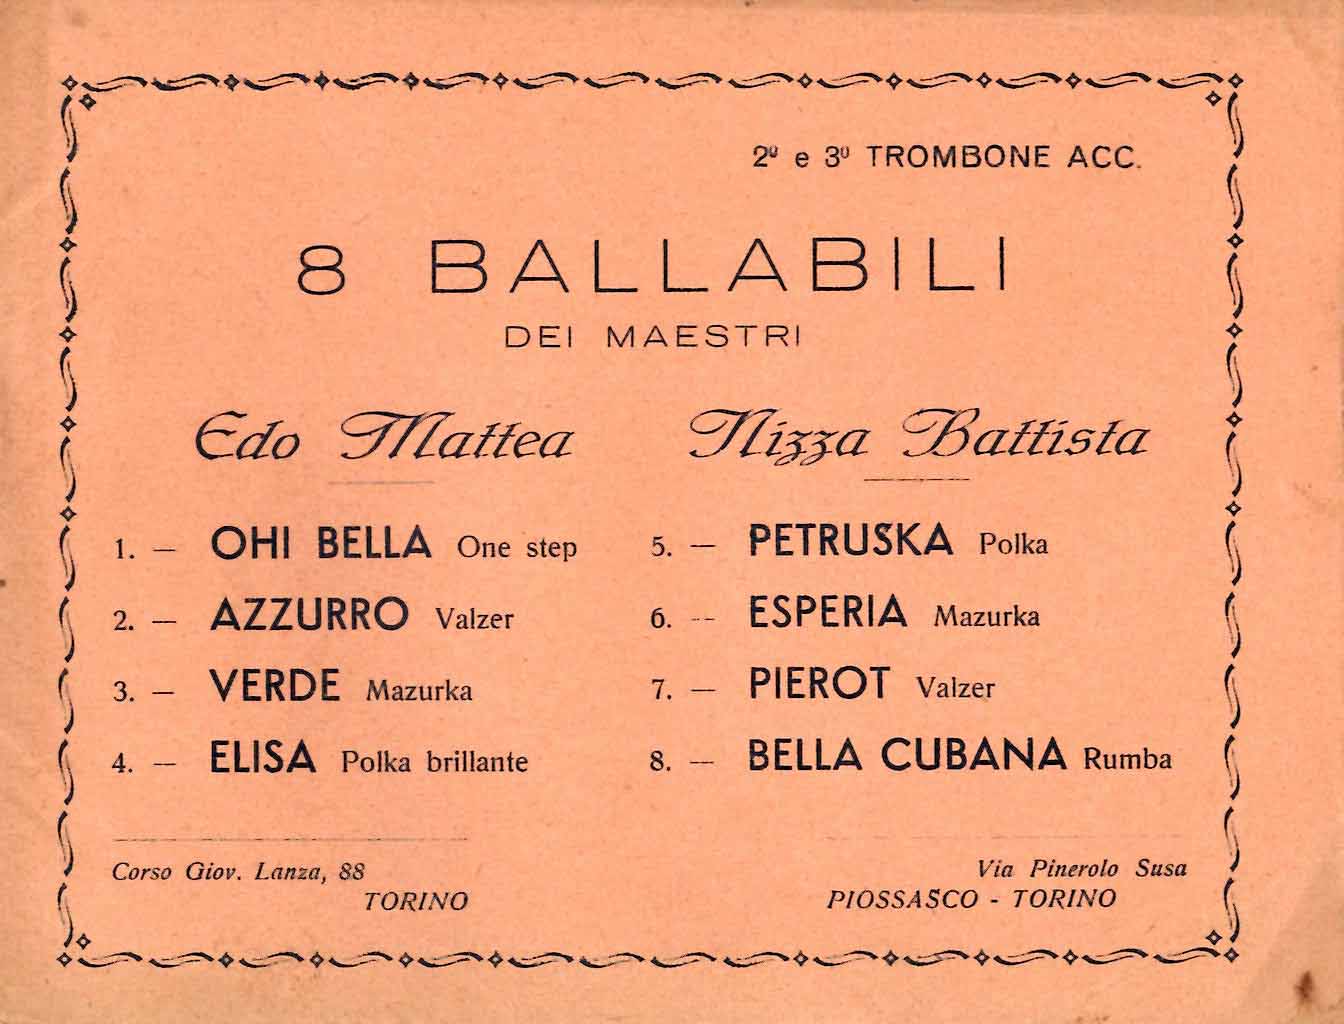 2º e 3º TROMBONE ACC.
8 BALLABILI
DEI MAESTRI
Edo Mattea
1. — OHI BELLA One step
2. — AZZURRO Valzer
3. — VERDE Mazurka
4. — ELISA Polka brillante
Corso Giov. Lanza, 88
TORINO
Nizza Battista
5. — PETRUSKA Polka
6. -- ESPERIA Mazurka
7. — PIEROT Valzer
8. — BELLA CUBANA Rumba
Via Pinerolo Susa
PIOSSASCO - TORINO